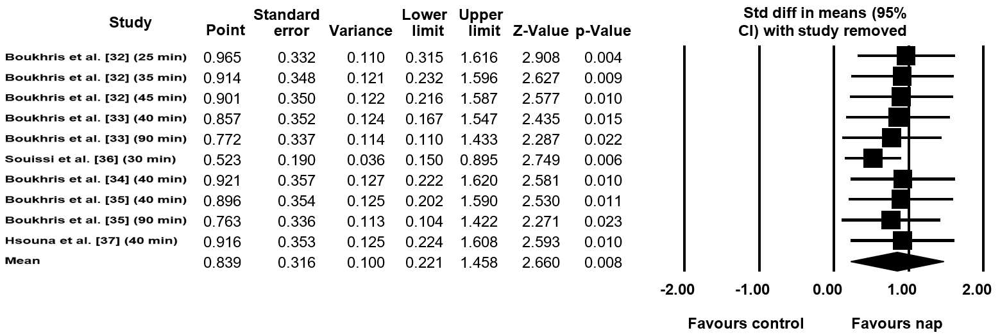 Study Point Standard error Variance Lower limit Upper limit Z-Value p-Value Std diff in means (95% CI) with study removed
Boukhris et al. [32] (25 min) 0.965 0.332 0.110 0.315 1.616 2.908 0.004
Boukhris et al. [32] (35 min) 0.914 0.348 0.121 0.232 1.596 2.627 0.009
Boukhris et al. [32] (45 min) 0.901 0.350 0.122 0.216 1.587 2.577 0.010
Boukhris et al. [33] (40 min) 0.857 0.352 0.124 0.167 1.547 2.435 0.015
Boukhris et al. [33] (90 min) 0.772 0.337 0.114 0.110 1.433 2.287 0.022
Souissi et al. [36] (30 min) 0.523 0.190 0.036 0.150 0.895 2.749 0.006
Boukhris et al. [34] (40 min) 0.921 0.357 0.127 0.222 1.620 2.581 0.010
Boukhris et al. [35] (40 min) 0.896 0.354 0.125 0.202 1.590 2.530 0.011
Boukhris et al. [35] (90 min) 0.763 0.336 0.113 0.104 1.422 2.271 0.023
Hsouna et al. [37] (40 min) 0.916 0.353 0.125 0.224 1.608 2.593 0.010
Mean 0.839 0.316 0.100 0.221 1.458 2.660 0.008
-2.00 -1.00 0.00 1.00 2.00
Favours control Favours nap